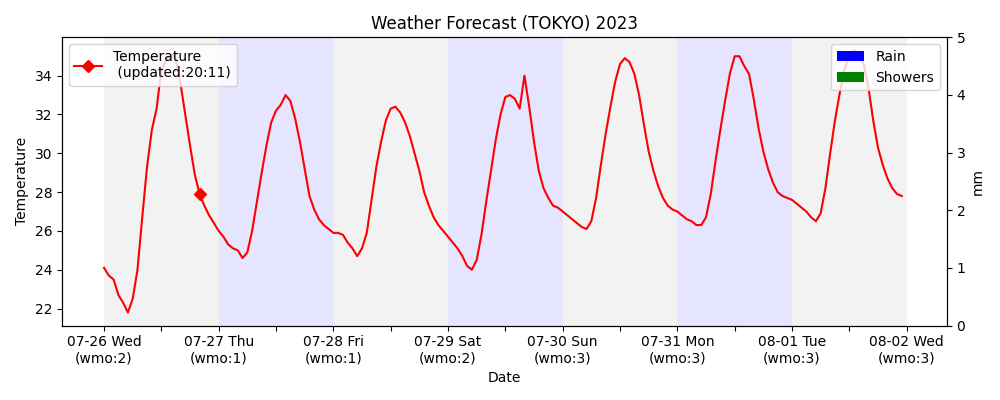 Weather Forecast (TOKYO) 2023
Temperature
(updated:20:11)
Rain
Showers
34
32
30
28
26
24
22
Temperature
5
4
3
2
1
0
mm
07-26 Wed
(wmo:2)
07-27 Thu
(wmo:1)
07-28 Fri
(wmo:1)
07-29 Sat
(wmo:2)
07-30 Sun
(wmo:3)
07-31 Mon
(wmo:3)
08-01 Tue
(wmo:3)
08-02 Wed
(wmo:3)
Date